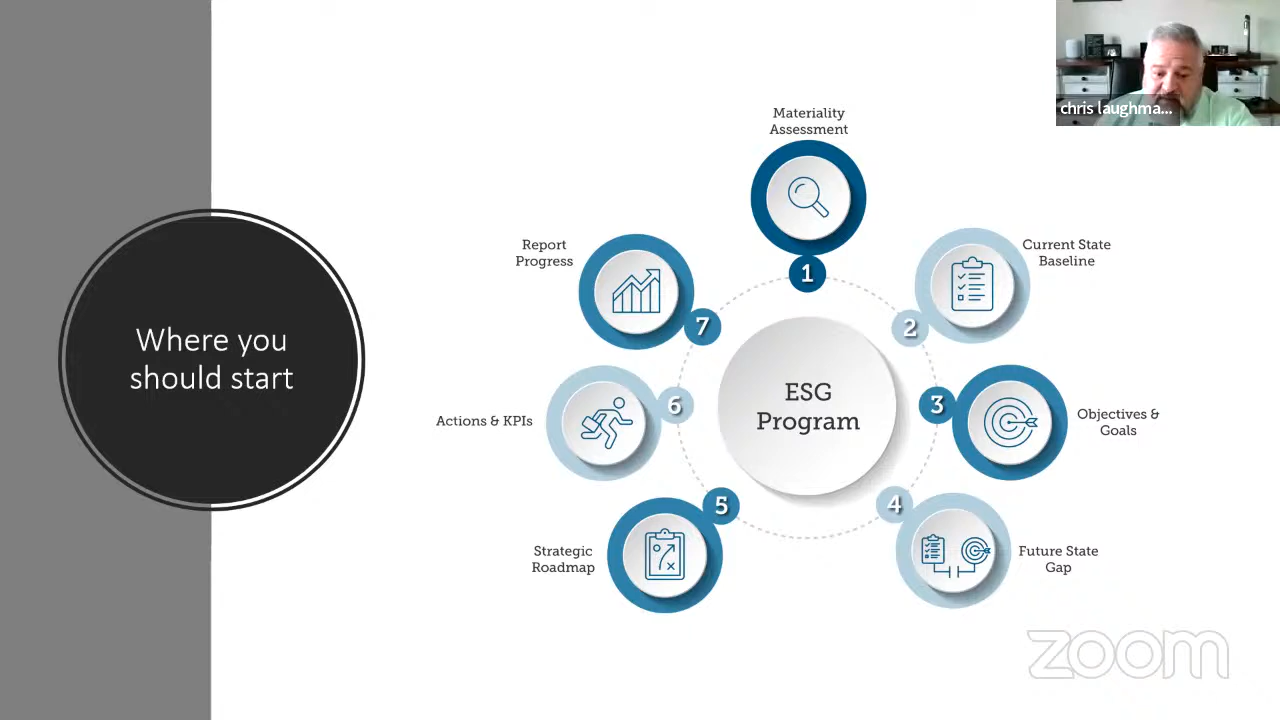 chris laughma...
Where you
should start
ESG
Program
Materiality
Assessment
1
Current State
Baseline
2
Objectives &
Goals
3
Future State
Gap
4
Strategic
Roadmap
5
Actions & KPIs
6
Report
Progress
7
zoom